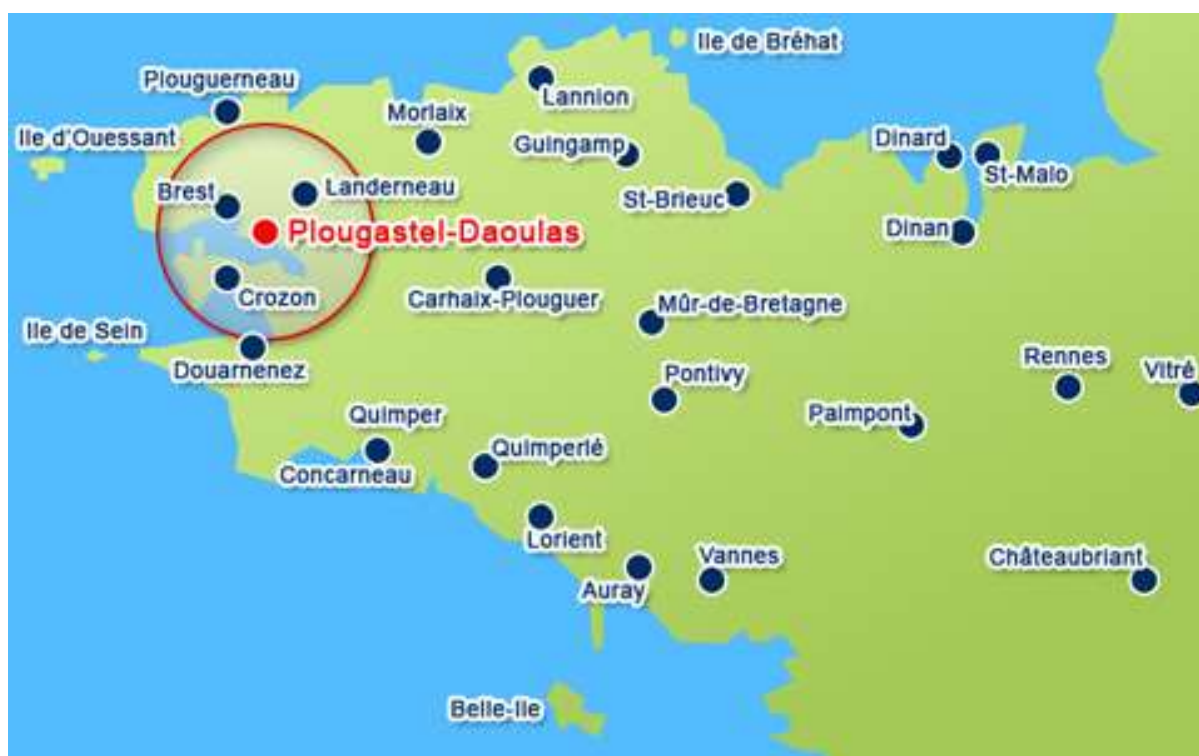 Ile de Bréhat
Plouguerneau
Lannion
Morlaix
Ile d'Ouessant
Guingamp
Dinard
St-Malo
Brest
Landerneau
St-Brieuc
Plougastel-Daoulas
Dinan
Crozon
Carhaix-Plouguer
Mûr-de-Bretagne
Ile de Sein
Douarnenez
Pontivy
Rennes
Vitré
Quimper
Paimpont
Concarneau
Quimperlé
Lorient
Vannes
Châteaubriant
Auray
Belle-Ile